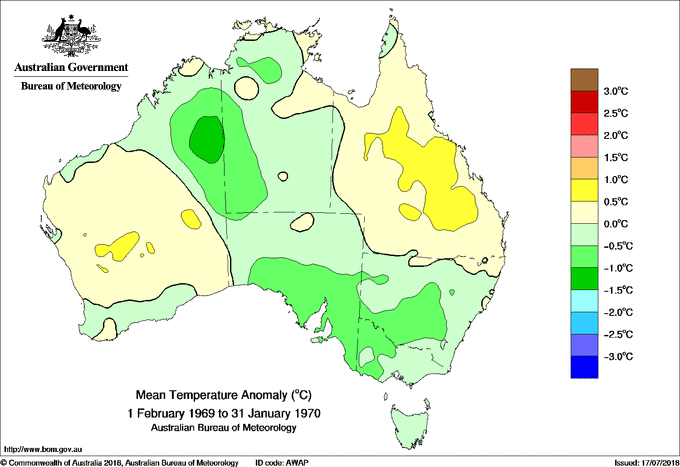 Australian Government
Bureau of Meteorology
3.0°C
2.5°C
2.0°C
1.5°C
1.0°C
0.5°C
0.0°C
-0.5°C
-1.0°C
-1.5°C
-2.0°C
-2.5°C
-3.0°C
Mean Temperature Anomaly (°C)
1 February 1969 to 31 January 1970
Australian Bureau of Meteorology
http://www.bom.gov.au
© Commonwealth of Australia 2018, Australian Bureau of Meteorology ID code: AWAP Issued: 17/07/2018